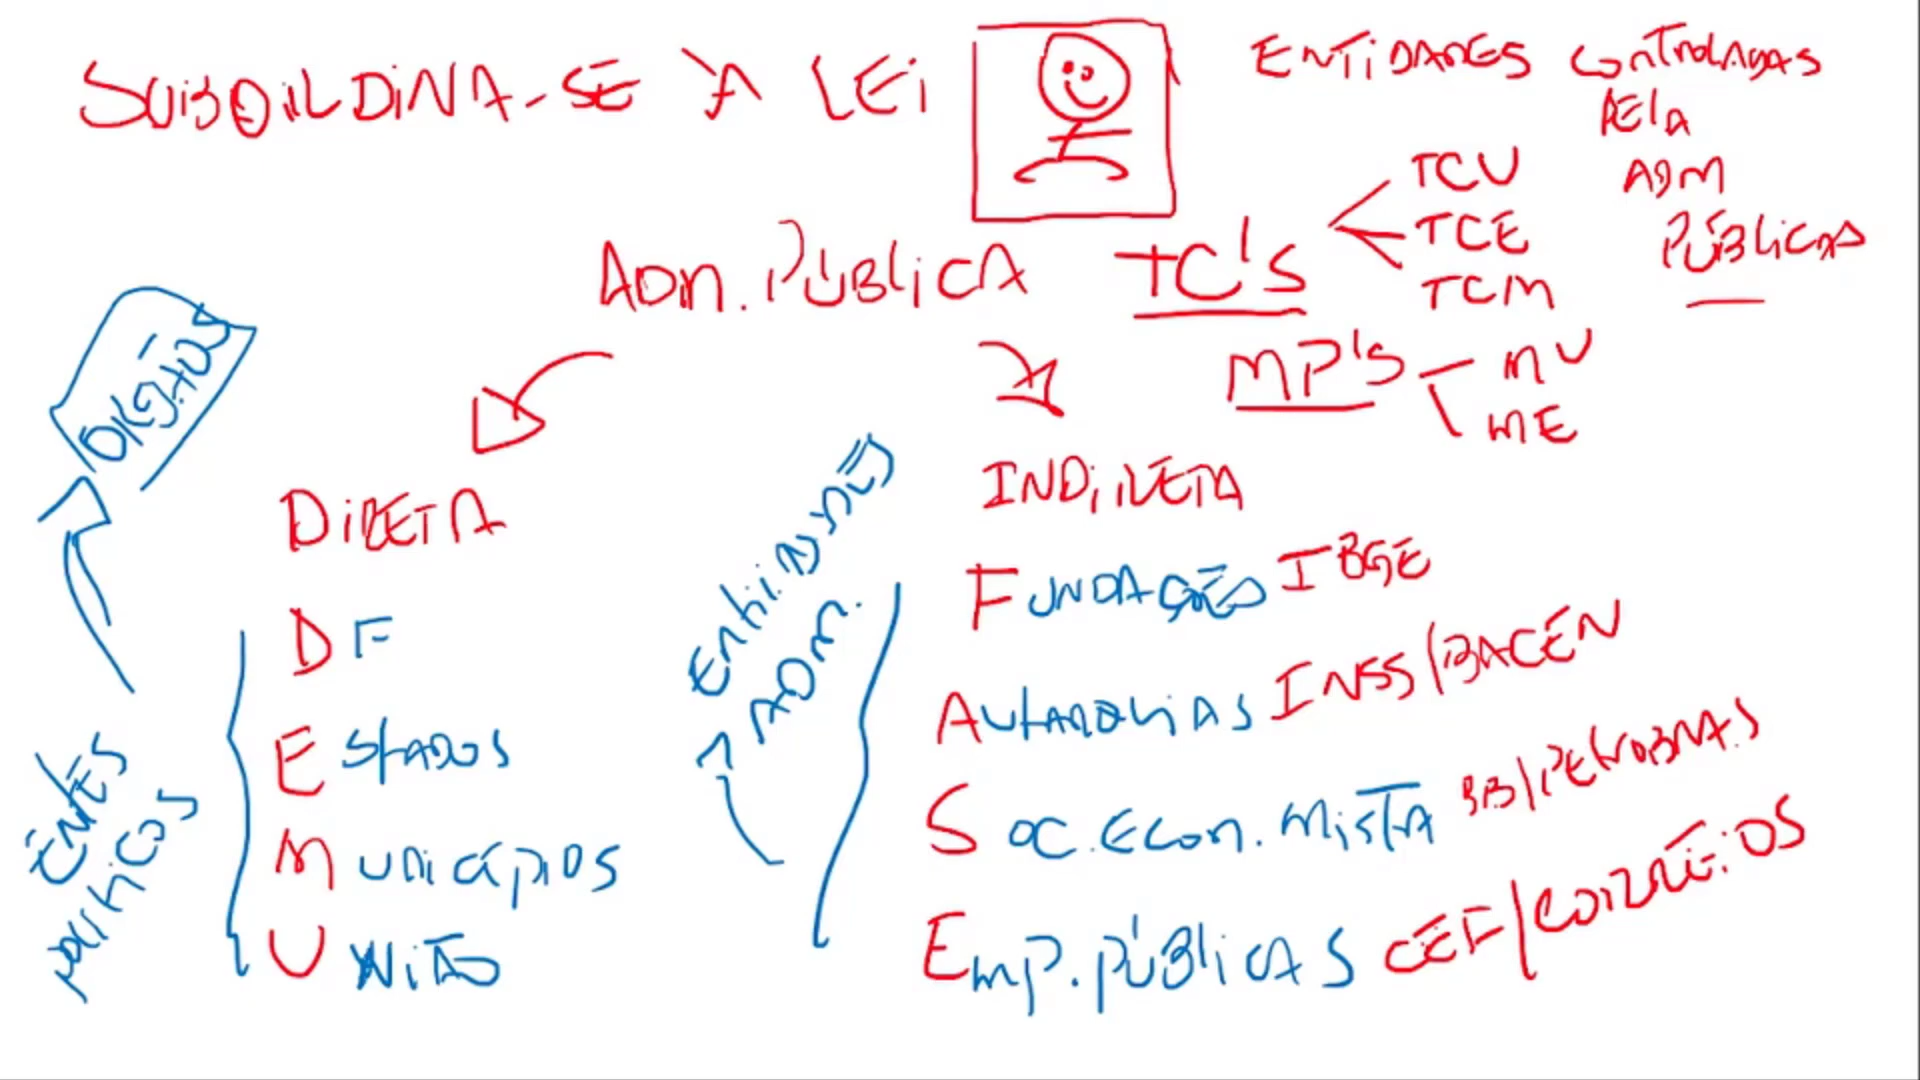 SUBORDINA-SE À LEI
ENTIDADES CONTROLADAS
PELA
ADM
PÚBLICAS
ADM. PÚBLICA
TC'S
TCU
TCE
TCM
MP'S
MU
ME
ÓRGÃOS
DIRETA
DF
ESTADOS
MUNICÍPIOS
UNIÃO
ENTES
POLÍTICOS
INDIRETA
ENTIDADES
ADM.
FUNDAÇÕES IBGE
AUTARQUIAS INSS/BACEN
SOC. ECON. MISTA BB/PETROBRAS
EMP. PÚBLICAS CEF/CORREIOS